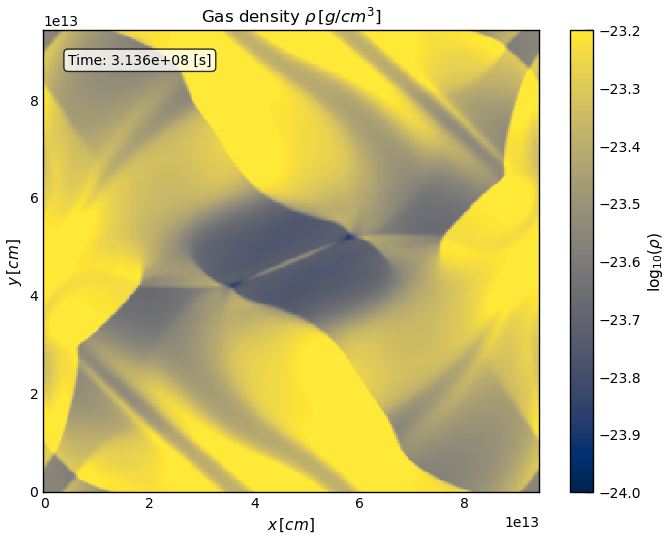 Gas density ρ [g/cm³]
1e13
Time: 3.136e+08 [s]
8
6
4
2
0
y [cm]
0 2 4 6 8
1e13
x [cm]
−23.2
−23.3
−23.4
−23.5
−23.6
−23.7
−23.8
−23.9
−24.0
log₁₀(ρ)